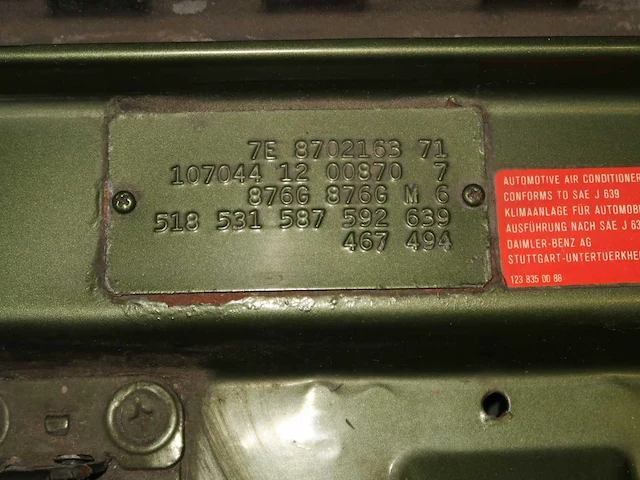 7E 8702163 71
107044 12 00870 7
876G 876G M 6
518 531 587 592 639
467 494
AUTOMOTIVE AIR CONDITIONER
CONFORMS TO SAE J 639
KLIMAANLAGE FÜR AUTOMOBI
AUSFÜHRUNG NACH SAE J 63
DAIMLER-BENZ AG
STUTTGART-UNTERTUERKHE
123 835 00 88